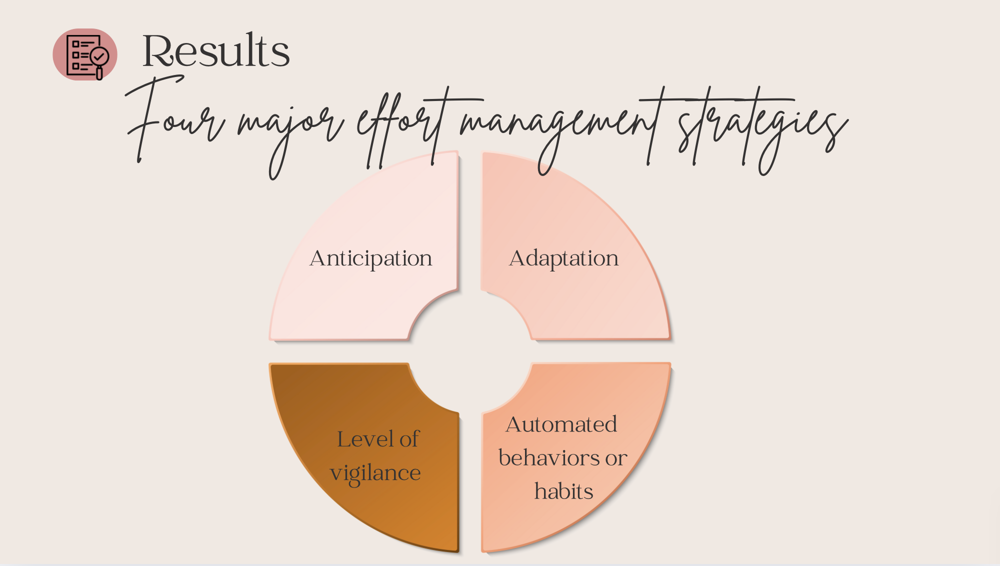 Results
Four major effort management strategies
Anticipation
Adaptation
Level of
vigilance
Automated
behaviors or
habits